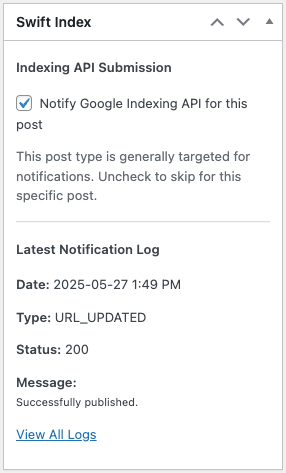 Swift Index
Indexing API Submission
Notify Google Indexing API for this
post
This post type is generally targeted for
notifications. Uncheck to skip for this
specific post.
Latest Notification Log
Date: 2025-05-27 1:49 PM
Type: URL_UPDATED
Status: 200
Message:
Successfully published.
View All Logs